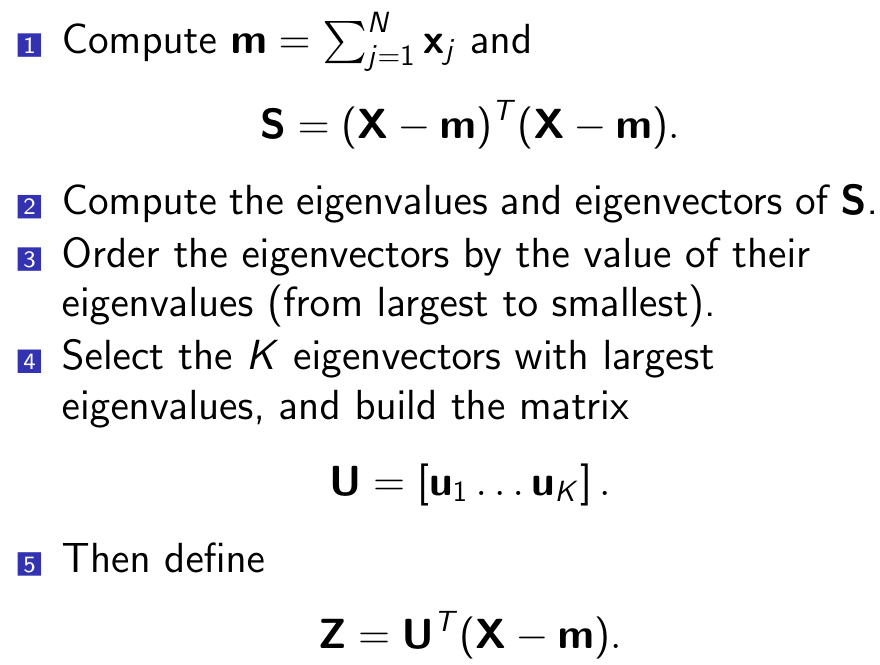 1 Compute m = ∑_{j=1}^{N} x_j and
S = (X − m)^T (X − m).
2 Compute the eigenvalues and eigenvectors of S.
3 Order the eigenvectors by the value of their
eigenvalues (from largest to smallest).
4 Select the K eigenvectors with largest
eigenvalues, and build the matrix
U = [u_1 … u_K] .
5 Then define
Z = U^T (X − m).